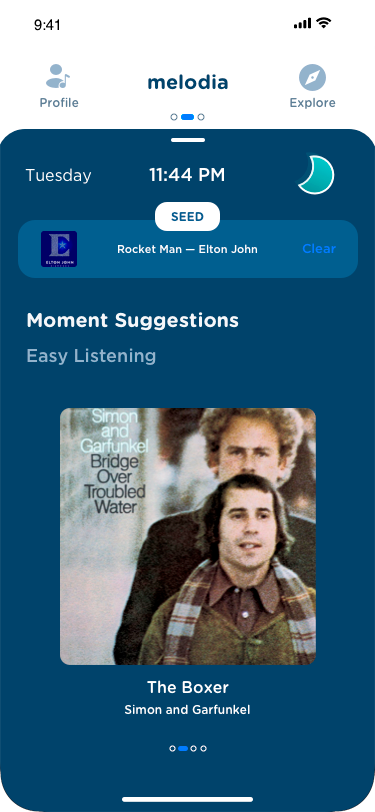 9:41
melodia
Profile
Explore
Tuesday
11:44 PM
SEED
E
ELTON JOHN
Rocket Man — Elton John
Clear
Moment Suggestions
Easy Listening
Simon
and
Garfunkel
Bridge
Over
Troubled
Water
The Boxer
Simon and Garfunkel